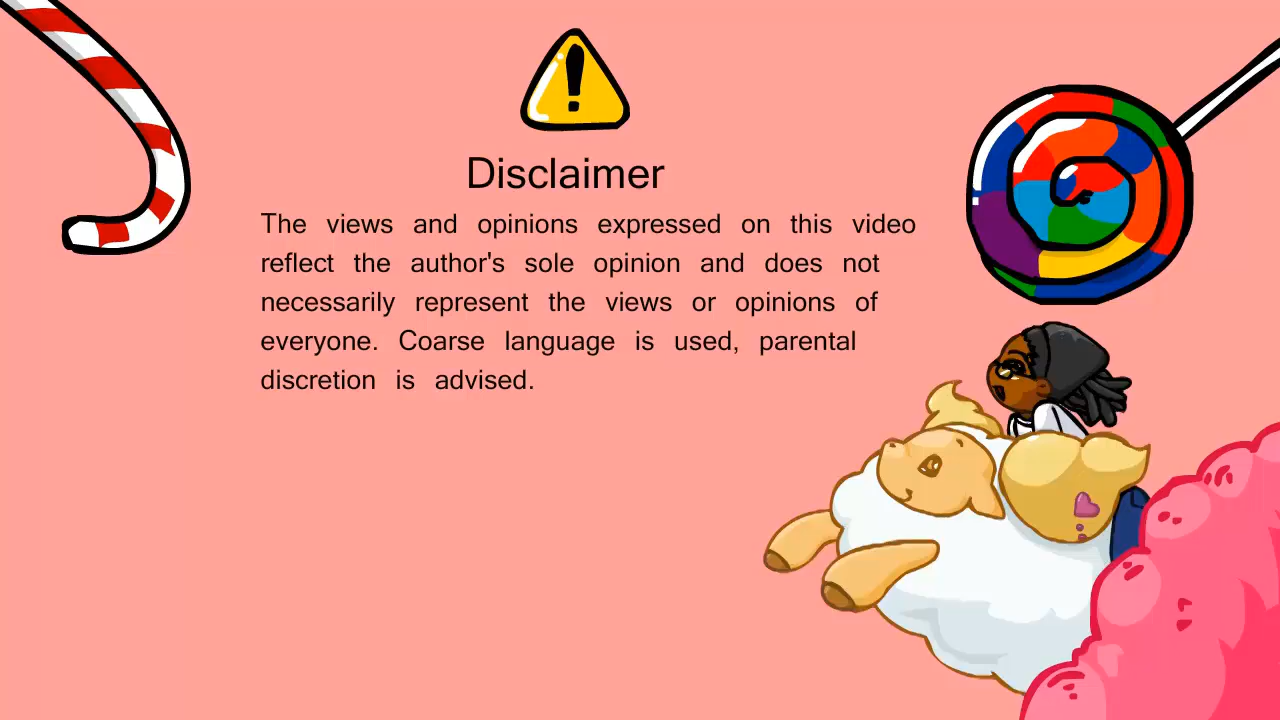 Disclaimer
The views and opinions expressed on this video
reflect the author's sole opinion and does not
necessarily represent the views or opinions of
everyone. Coarse language is used, parental
discretion is advised.